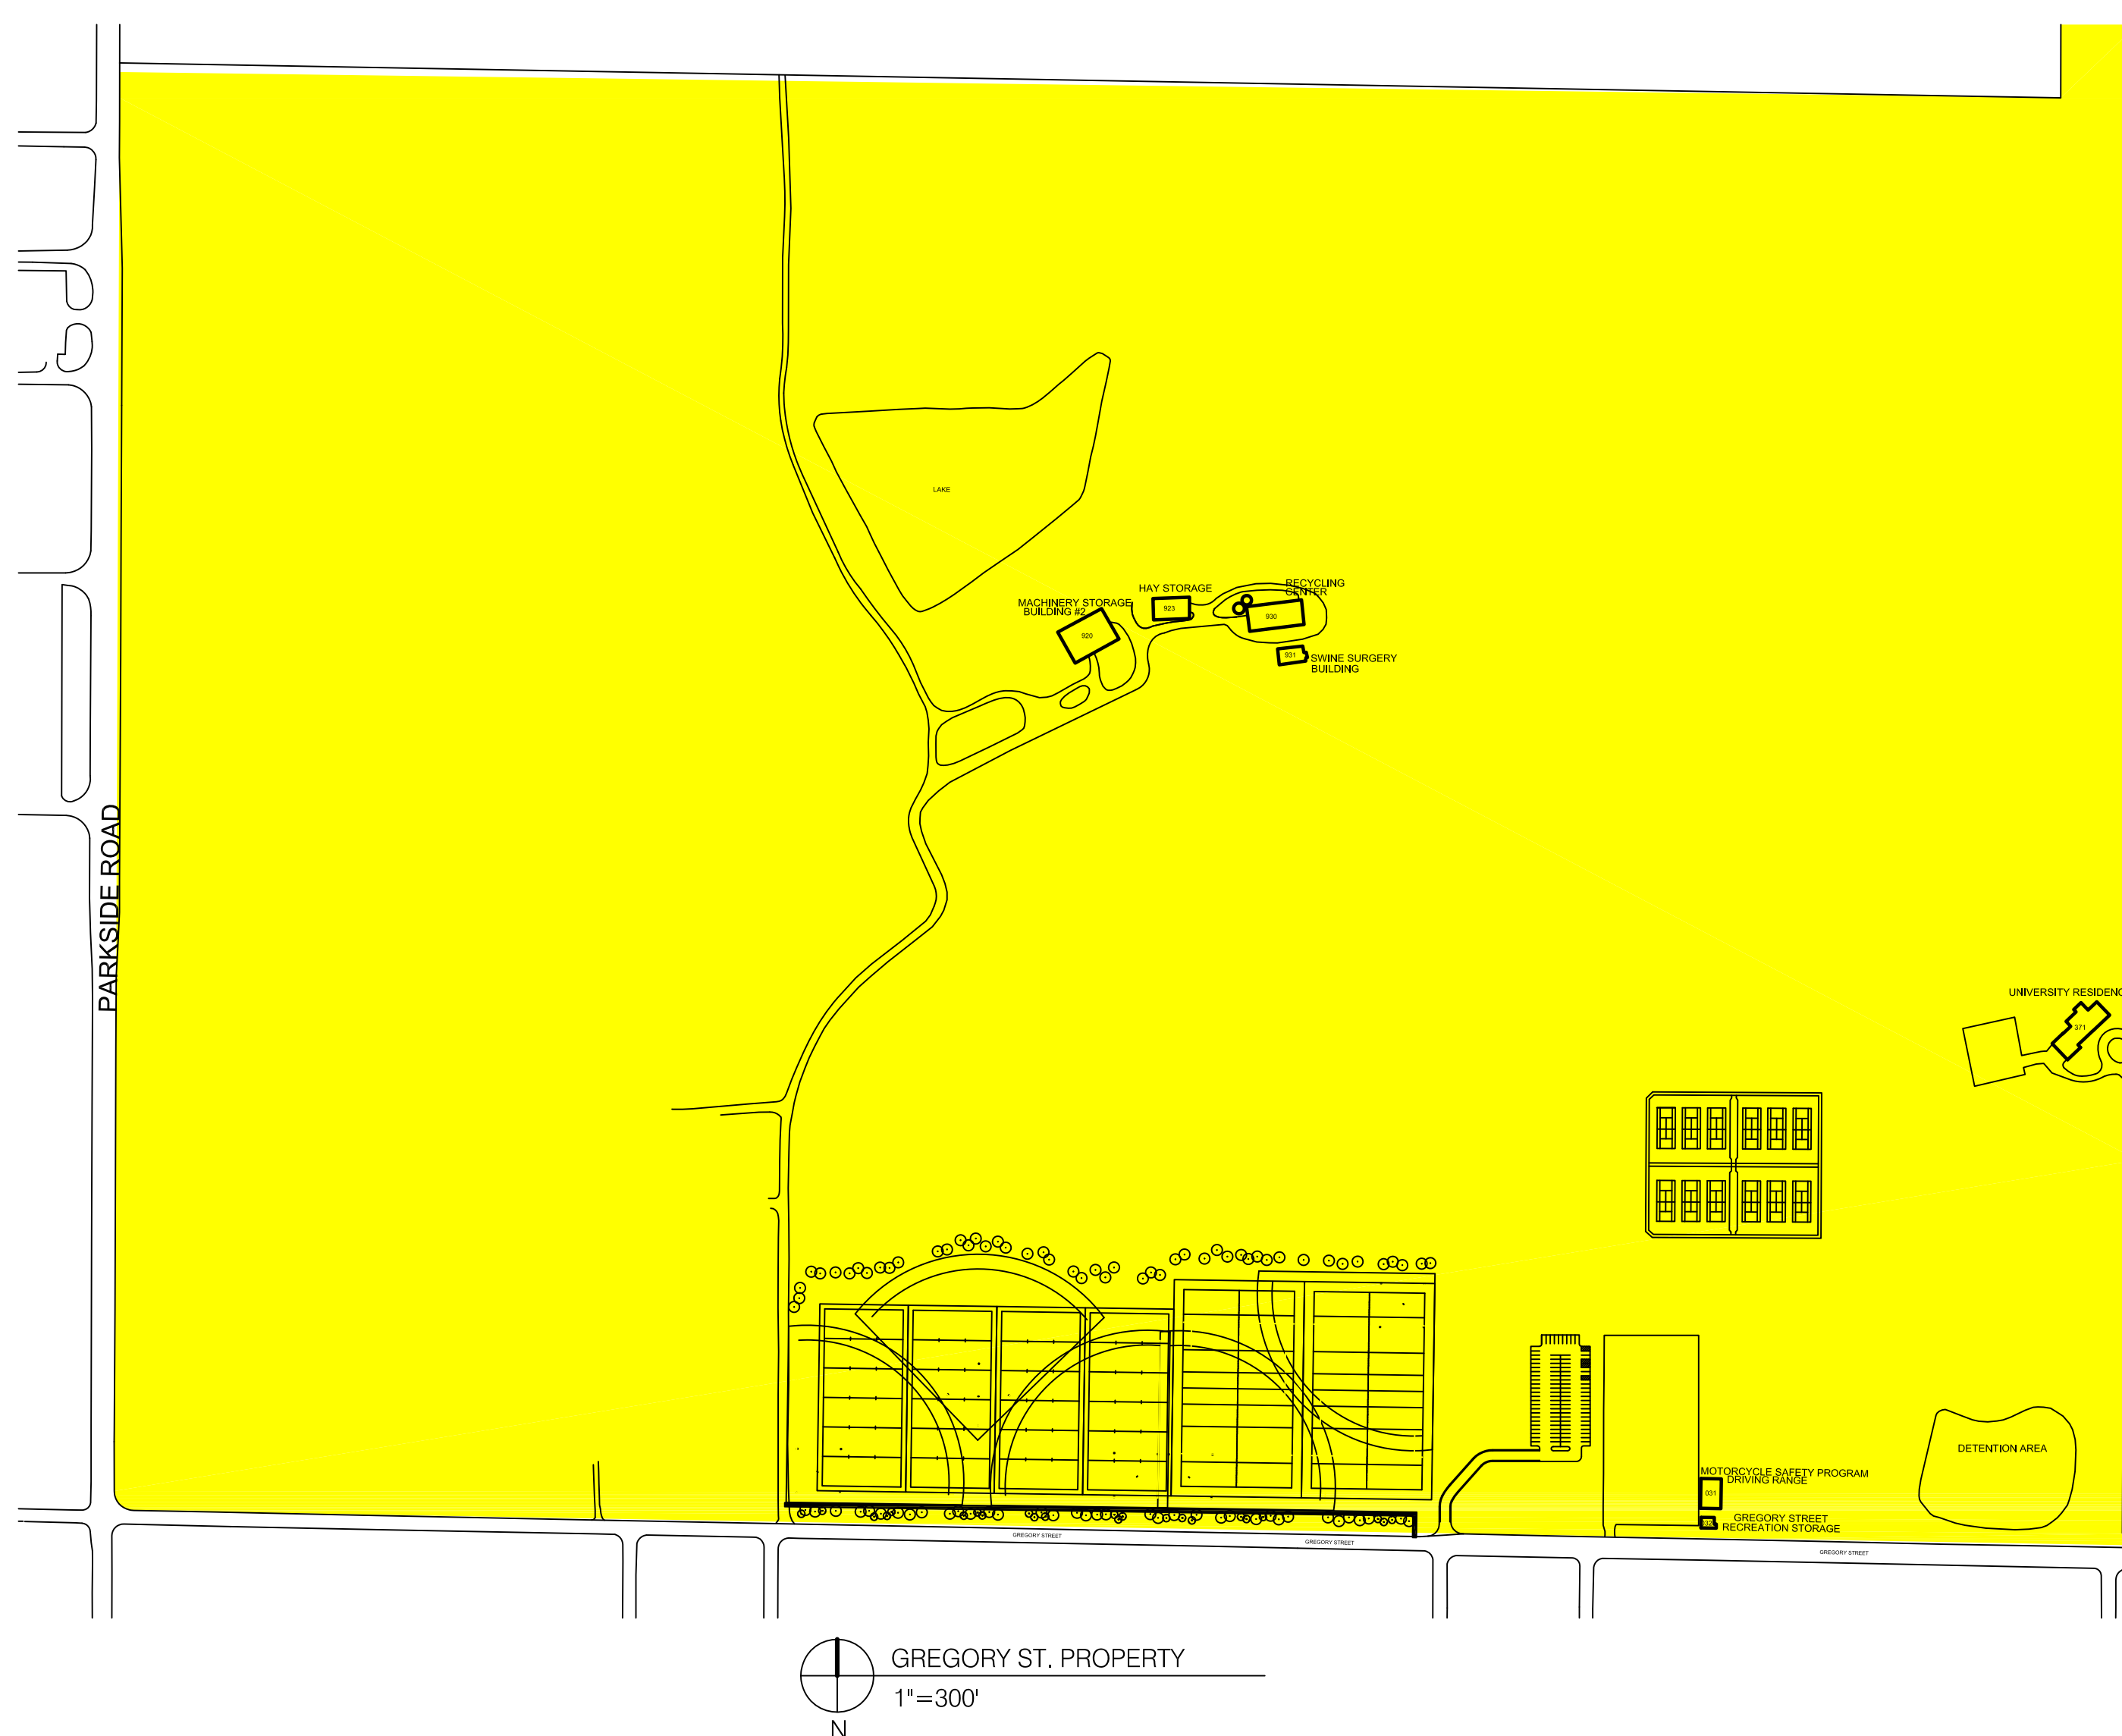 LAKE
HAY STORAGE
923
RECYCLING
CENTER
930
MACHINERY STORAGE
BUILDING #2
920
931
SWINE SURGERY
BUILDING
PARKSIDE ROAD
UNIVERSITY RESIDENC
371
DETENTION AREA
MOTORCYCLE SAFETY PROGRAM
DRIVING RANGE
031
GREGORY STREET
RECREATION STORAGE
GREGORY STREET
GREGORY STREET
GREGORY STREET
GREGORY ST. PROPERTY
1"=300'
N